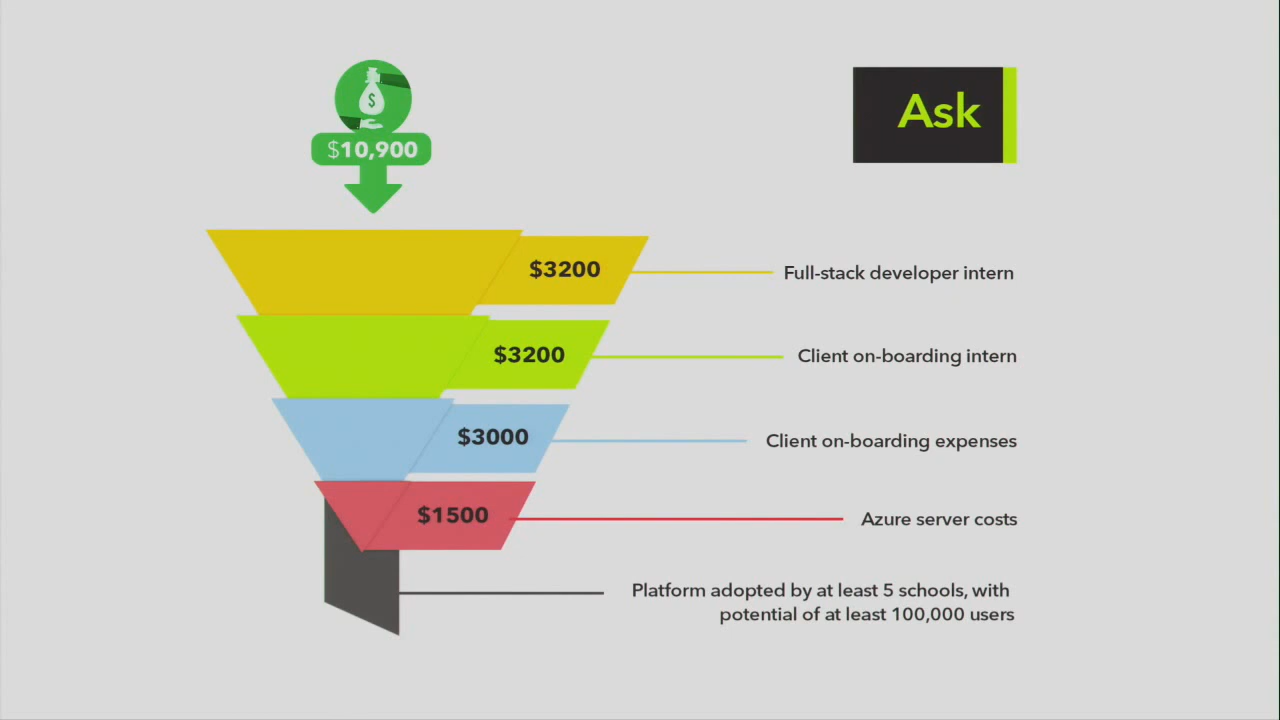 Ask
$
$10,900
$3200
Full-stack developer intern
$3200
Client on-boarding intern
$3000
Client on-boarding expenses
$1500
Azure server costs
Platform adopted by at least 5 schools, with
potential of at least 100,000 users